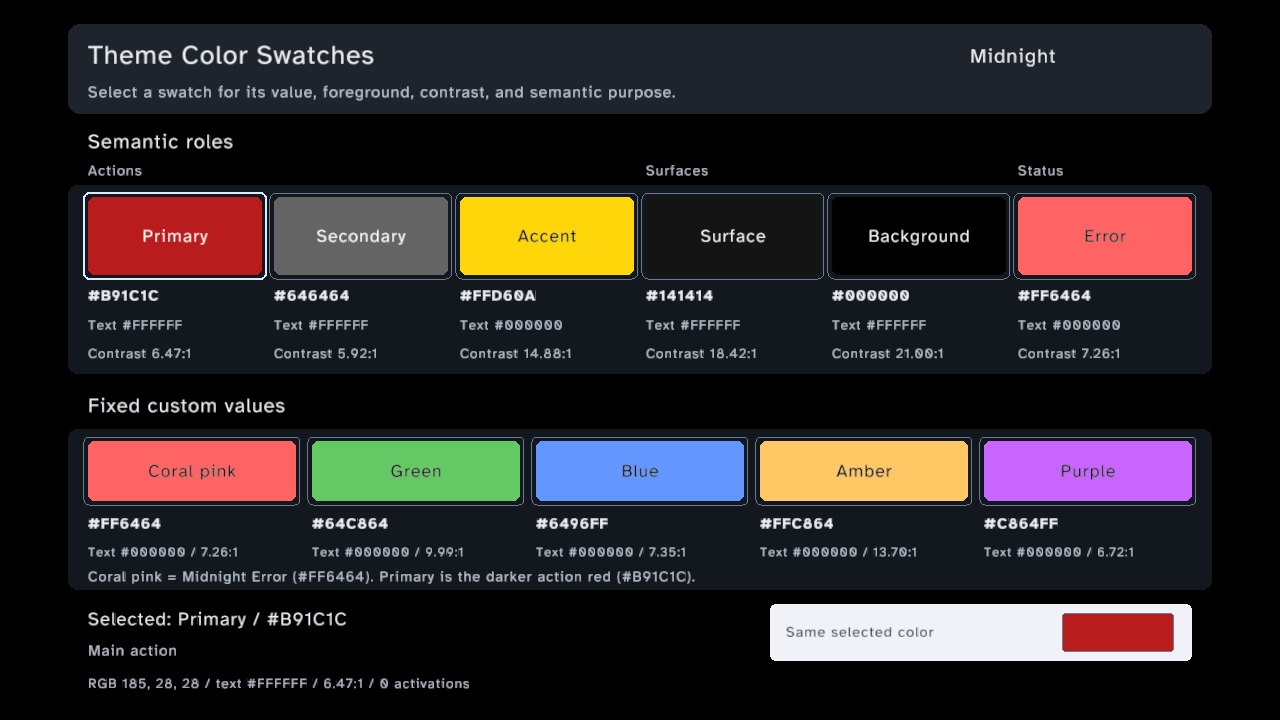 Theme Color Swatches
Midnight
Select a swatch for its value, foreground, contrast, and semantic purpose.
Semantic roles
Actions Surfaces Status
Primary Secondary Accent Surface Background Error
#B91C1C #646464 #FFD60A #141414 #000000 #FF6464
Text #FFFFFF Text #FFFFFF Text #000000 Text #FFFFFF Text #FFFFFF Text #000000
Contrast 6.47:1 Contrast 5.92:1 Contrast 14.88:1 Contrast 18.42:1 Contrast 21.00:1 Contrast 7.26:1
Fixed custom values
Coral pink Green Blue Amber Purple
#FF6464 #64C864 #6496FF #FFC864 #C864FF
Text #000000 / 7.26:1 Text #000000 / 9.99:1 Text #000000 / 7.35:1 Text #000000 / 13.70:1 Text #000000 / 6.72:1
Coral pink = Midnight Error (#FF6464). Primary is the darker action red (#B91C1C).
Selected: Primary / #B91C1C
Same selected color
Main action
RGB 185, 28, 28 / text #FFFFFF / 6.47:1 / 0 activations